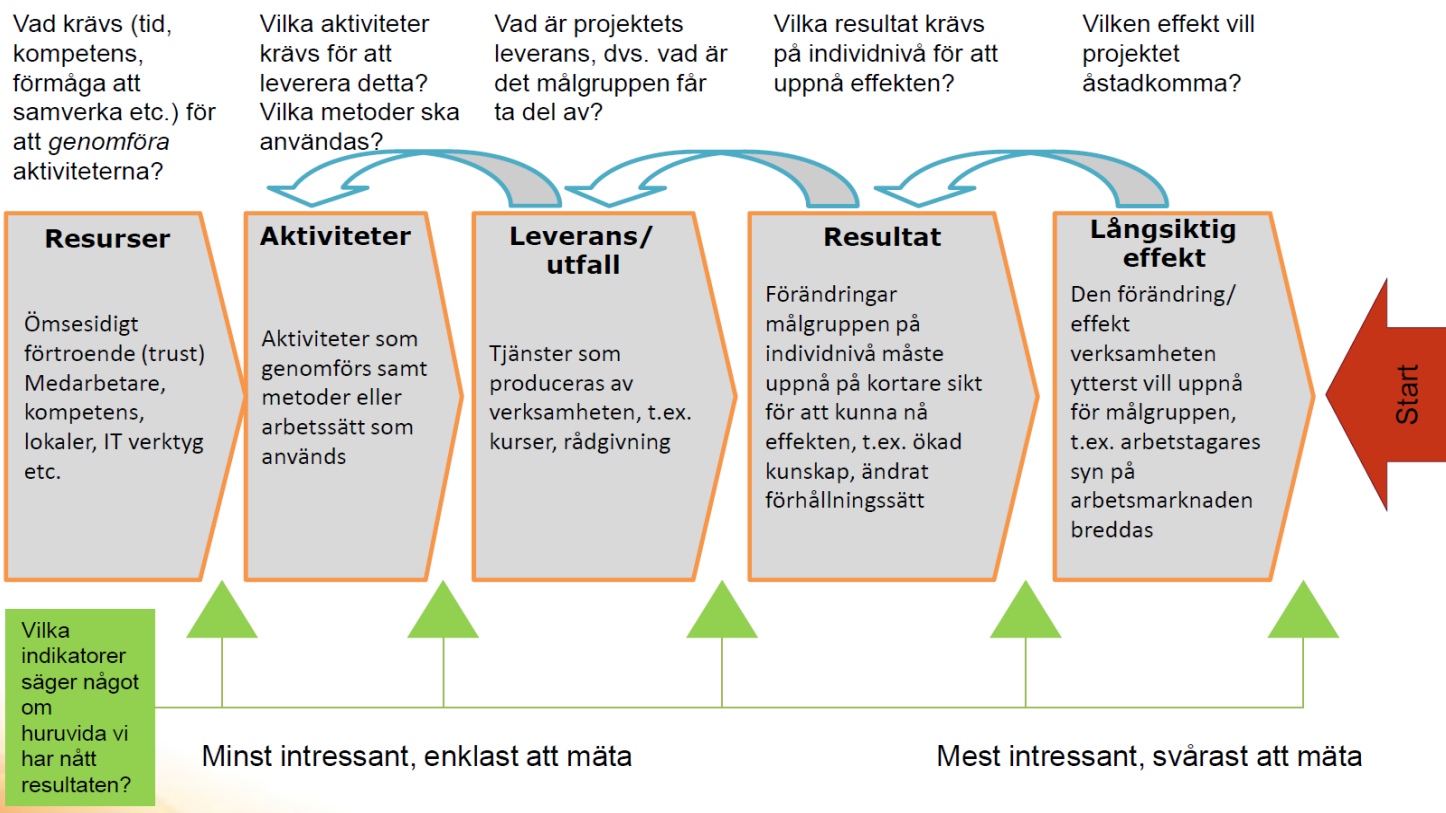 Vad krävs (tid,
kompetens,
förmåga att
samverka etc.) för
att genomföra
aktiviteterna?
Vilka aktiviteter
krävs för att
leverera detta?
Vilka metoder ska
användas?
Vad är projektets
leverans, dvs. vad är
det målgruppen får
ta del av?
Vilka resultat krävs
på individnivå för att
uppnå effekten?
Vilken effekt vill
projektet
åstadkomma?
Resurser
Ömsesidigt
förtroende (trust)
Medarbetare,
kompetens,
lokaler, IT verktyg
etc.
Aktiviteter
Aktiviteter som
genomförs samt
metoder eller
arbetssätt som
används
Leverans/
utfall
Tjänster som
produceras av
verksamheten, t.ex.
kurser, rådgivning
Resultat
Förändringar
målgruppen på
individnivå måste
uppnå på kortare sikt
för att kunna nå
effekten, t.ex. ökad
kunskap, ändrat
förhållningssätt
Långsiktig
effekt
Den förändring/
effekt
verksamheten
ytterst vill uppnå
för målgruppen,
t.ex. arbetstagares
syn på
arbetsmarknaden
breddas
Start
Vilka
indikatorer
säger något
om
huruvida vi
har nått
resultaten?
Minst intressant, enklast att mäta
Mest intressant, svårast att mäta